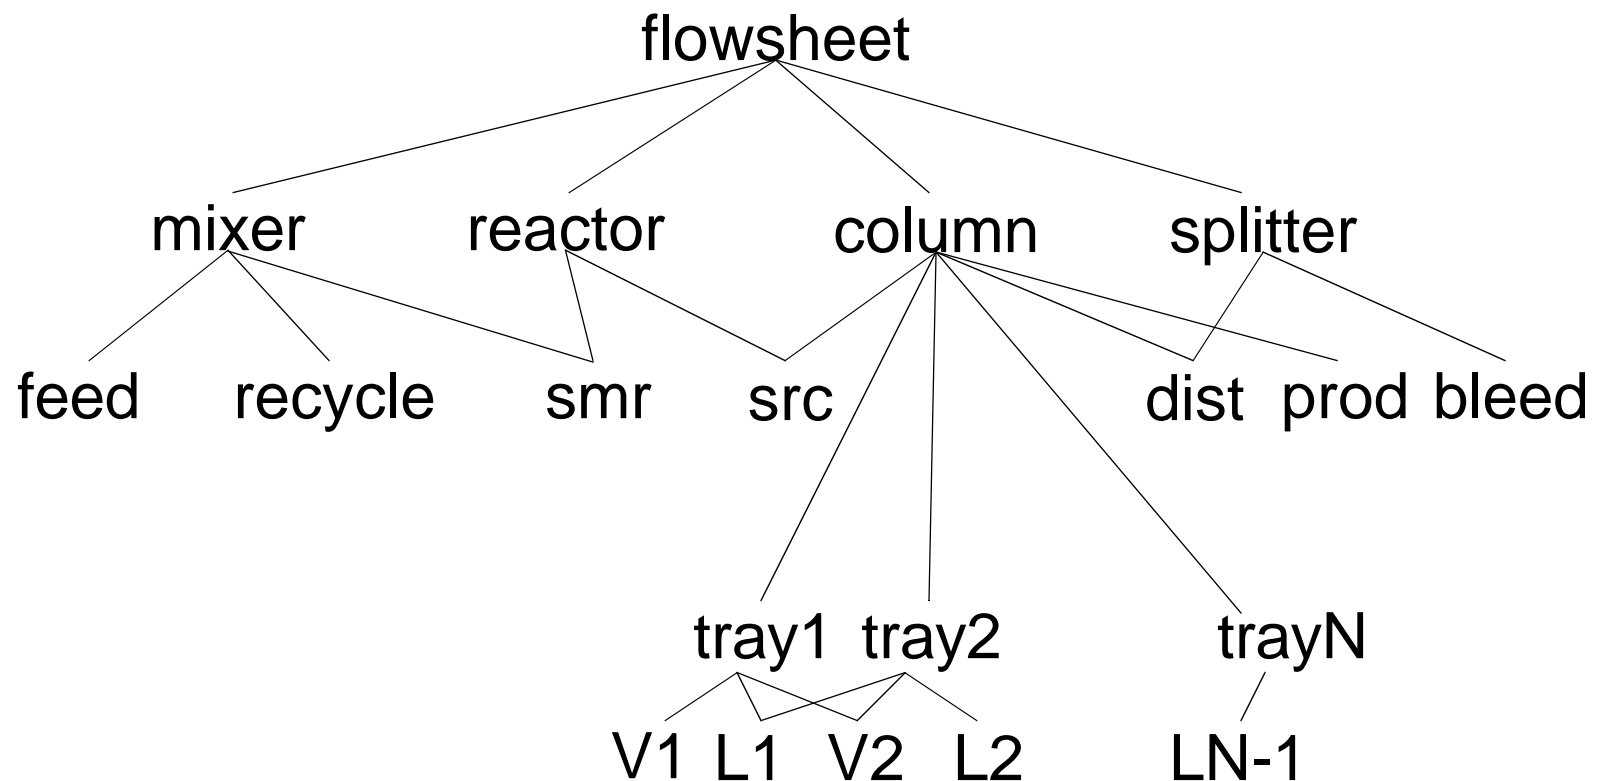 flowsheet
mixer reactor column splitter
feed recycle smr src dist prod bleed
tray1 tray2 trayN
V1 L1 V2 L2 LN-1